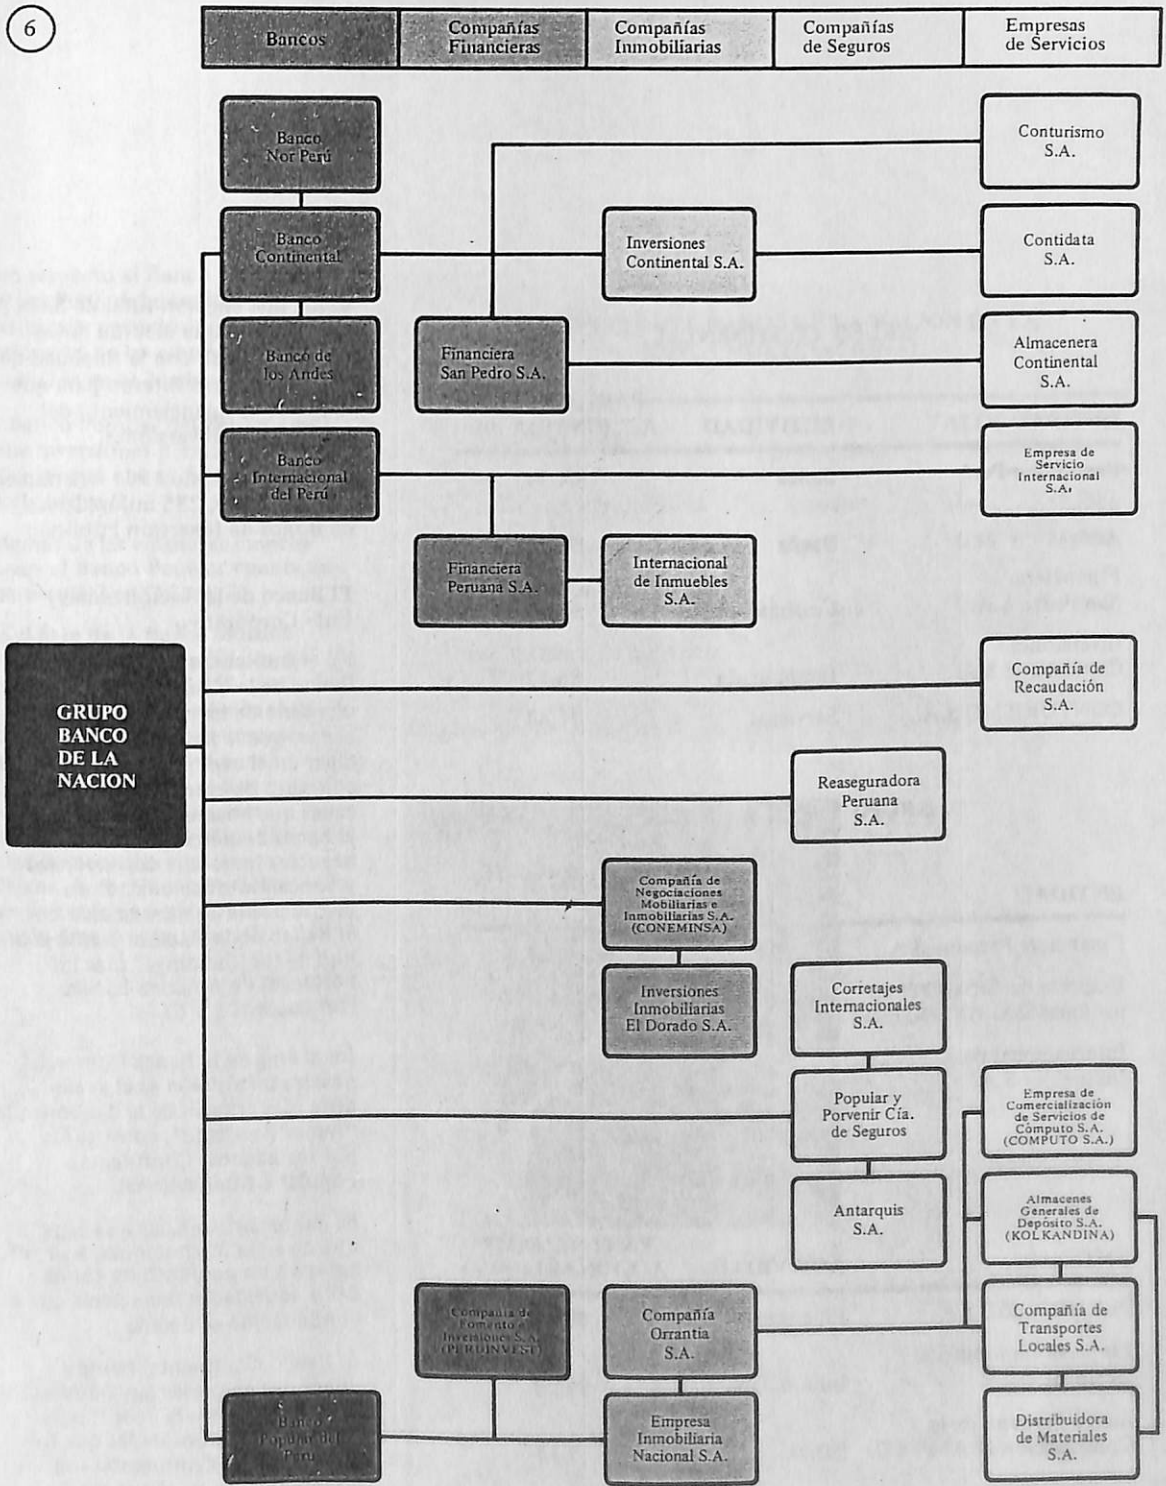 6
Bancos
Compañías
Financieras
Compañías
Inmobiliarias
Compañías
de Seguros
Empresas
de Servicios
Banco
Nor Perú
Conturismo
S.A.
Banco
Continental
Inversiones
Continental S.A.
Contidata
S.A.
Banco de
los Andes
Financiera
San Pedro S.A.
Almacenera
Continental
S.A.
Banco
Internacional
del Perú
Empresa de
Servicio
Internacional
S.A.
Financiera
Peruana S.A.
Internacional
de Inmuebles
S.A.
GRUPO
BANCO
DE LA
NACION
Compañía de
Recaudación
S.A.
Reaseguradora
Peruana
S.A.
Compañía de
Negociaciones
Mobiliarias e
Inmobiliarias S.A.
(CONEMINSA)
Inversiones
Inmobiliarias
El Dorado S.A.
Corretajes
Internacionales
S.A.
Popular y
Porvenir Cía.
de Seguros
Empresa de
Comercialización
de Servicios de
Cómputo S.A.
(COMPUTO S.A.)
Antarquis
S.A.
Almacenes
Generales de
Depósito S.A.
(KOLKANDINA)
Compañía de
Fomento e
Inversiones S.A.
(PERUINVEST)
Compañía
Orrantia
S.A.
Compañía de
Transportes
Locales S.A.
Banco
Popular del
Perú
Empresa
Inmobiliaria
Nacional S.A.
Distribuidora
de Materiales
S.A.